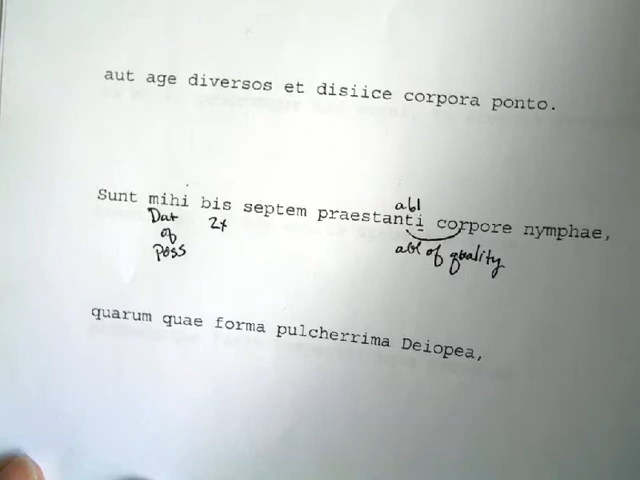 aut age diversos et disiice corpora ponto.
abl
Sunt mihi bis septem praestanti corpore nymphae,
Dat 2x
of
Poss
abl of quality
quarum quae forma pulcherrima Deiopea,